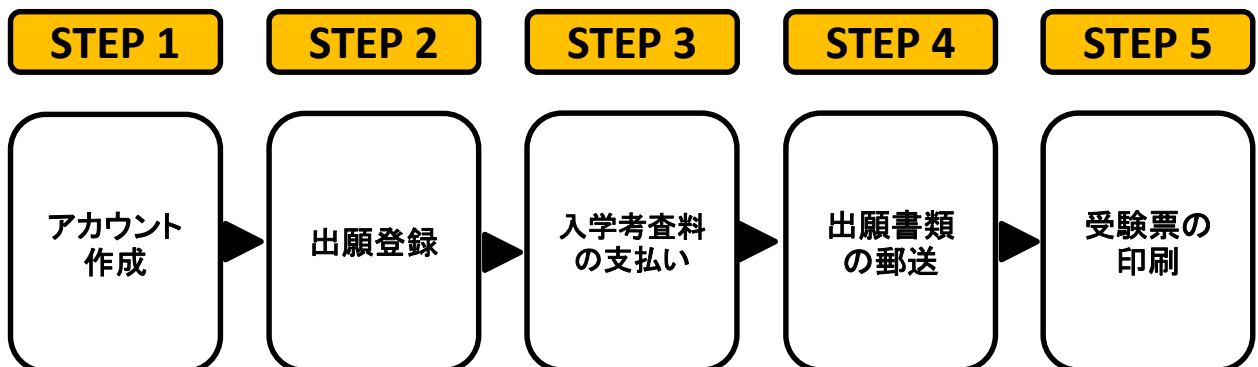 STEP 1
STEP 2
STEP 3
STEP 4
STEP 5
アカウント
作成
出願登録
入学考査料
の支払い
出願書類
の郵送
受験票の
印刷